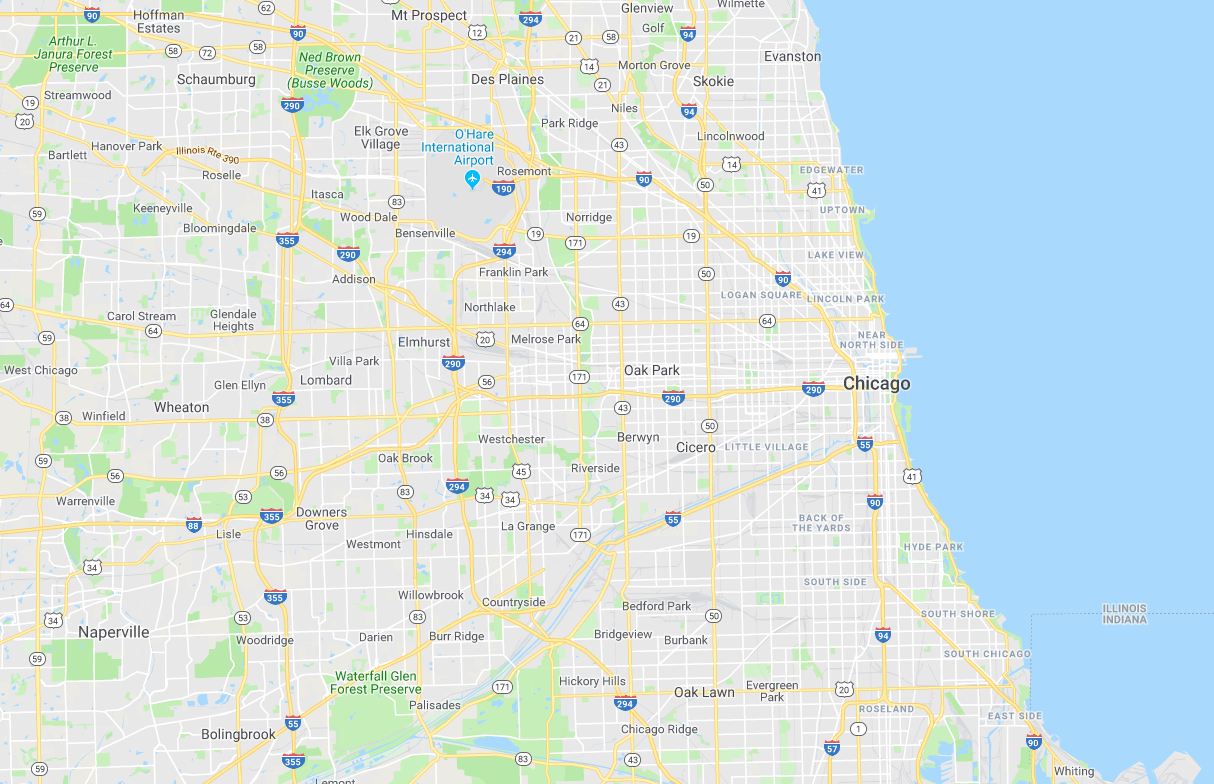 Hoffman
Estates
90
62
Mt Prospect
294
Glenview
Wilmette
Golf
94
12
21
58
Arthur L.
Janura Forest
Preserve
58
72
58
90
Ned Brown
Preserve
(Busse Woods)
14
Morton Grove
Evanston
Schaumburg
Des Plaines
21
Skokie
Streamwood
19
20
290
Niles
94
Park Ridge
Elk Grove
Village
O'Hare
International
Airport
Lincolnwood
43
Hanover Park
Bartlett
Illinois Rte 390
Roselle
Rosemont
14
EDGEWATER
190
90
50
41
Itasca
83
Keeneyville
59
Wood Dale
Norridge
UPTOWN
Bloomingdale
Bensenville
19
171
19
355
290
294
LAKE VIEW
Addison
Franklin Park
50
90
LOGAN SQUARE
LINCOLN PARK
64
Northlake
43
Carol Stream
Glendale
Heights
64
64
64
59
Elmhurst
20
Melrose Park
NEAR
NORTH SIDE
Villa Park
290
West Chicago
Oak Park
Glen Ellyn
Lombard
56
171
Chicago
355
290
290
Wheaton
43
38
Winfield
38
50
Westchester
Berwyn
Cicero
LITTLE VILLAGE
55
Oak Brook
59
56
56
45
Riverside
41
83
294
34
34
Warrenville
53
90
Downers
Grove
355
88
55
BACK OF
THE YARDS
La Grange
Lisle
Hinsdale
171
Westmont
HYDE PARK
34
SOUTH SIDE
355
Willowbrook
Countryside
Bedford Park
ILLINOIS
INDIANA
53
83
50
SOUTH SHORE
34
Naperville
Woodridge
Darien
Burr Ridge
Bridgeview
Burbank
94
SOUTH CHICAGO
59
Waterfall Glen
Forest Preserve
171
Hickory Hills
Oak Lawn
Evergreen
Park
20
Palisades
294
ROSELAND
EAST SIDE
55
Bolingbrook
Chicago Ridge
1
57
90
355
83
43
59
Whiting
Lemont